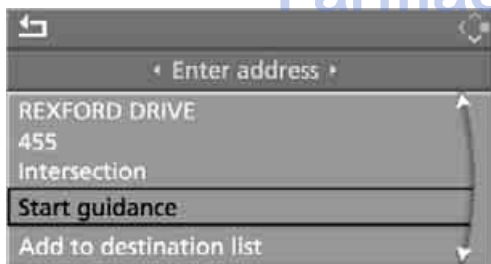 Enter address
REXFORD DRIVE
455
Intersection
Start guidance
Add to destination list